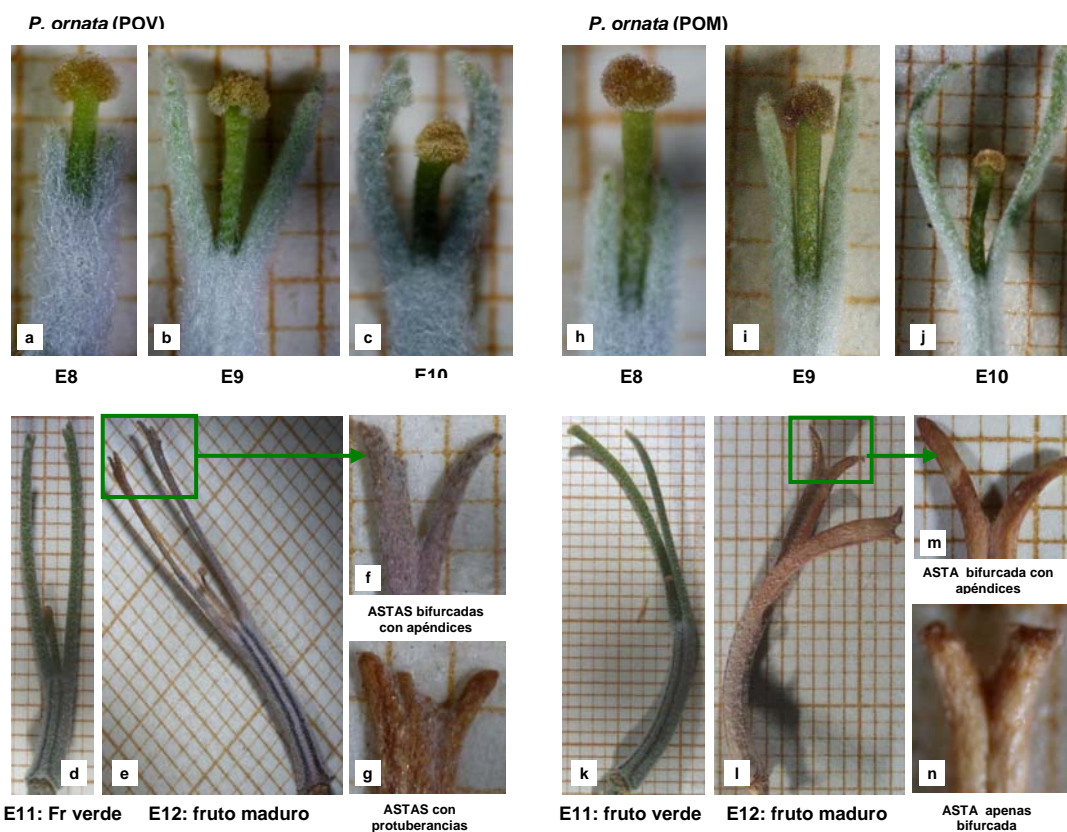 P. ornata (POV)
P. ornata (POM)
a
b
c
h
i
j
E8
E9
E10
E8
E9
E10
f
m
ASTAS bifurcadas
con apéndices
ASTA bifurcada con
apéndices
d
e
g
k
l
n
E11: Fr verde
E12: fruto maduro
ASTAS con
protuberancias
E11: fruto verde
E12: fruto maduro
ASTA apenas
bifurcada